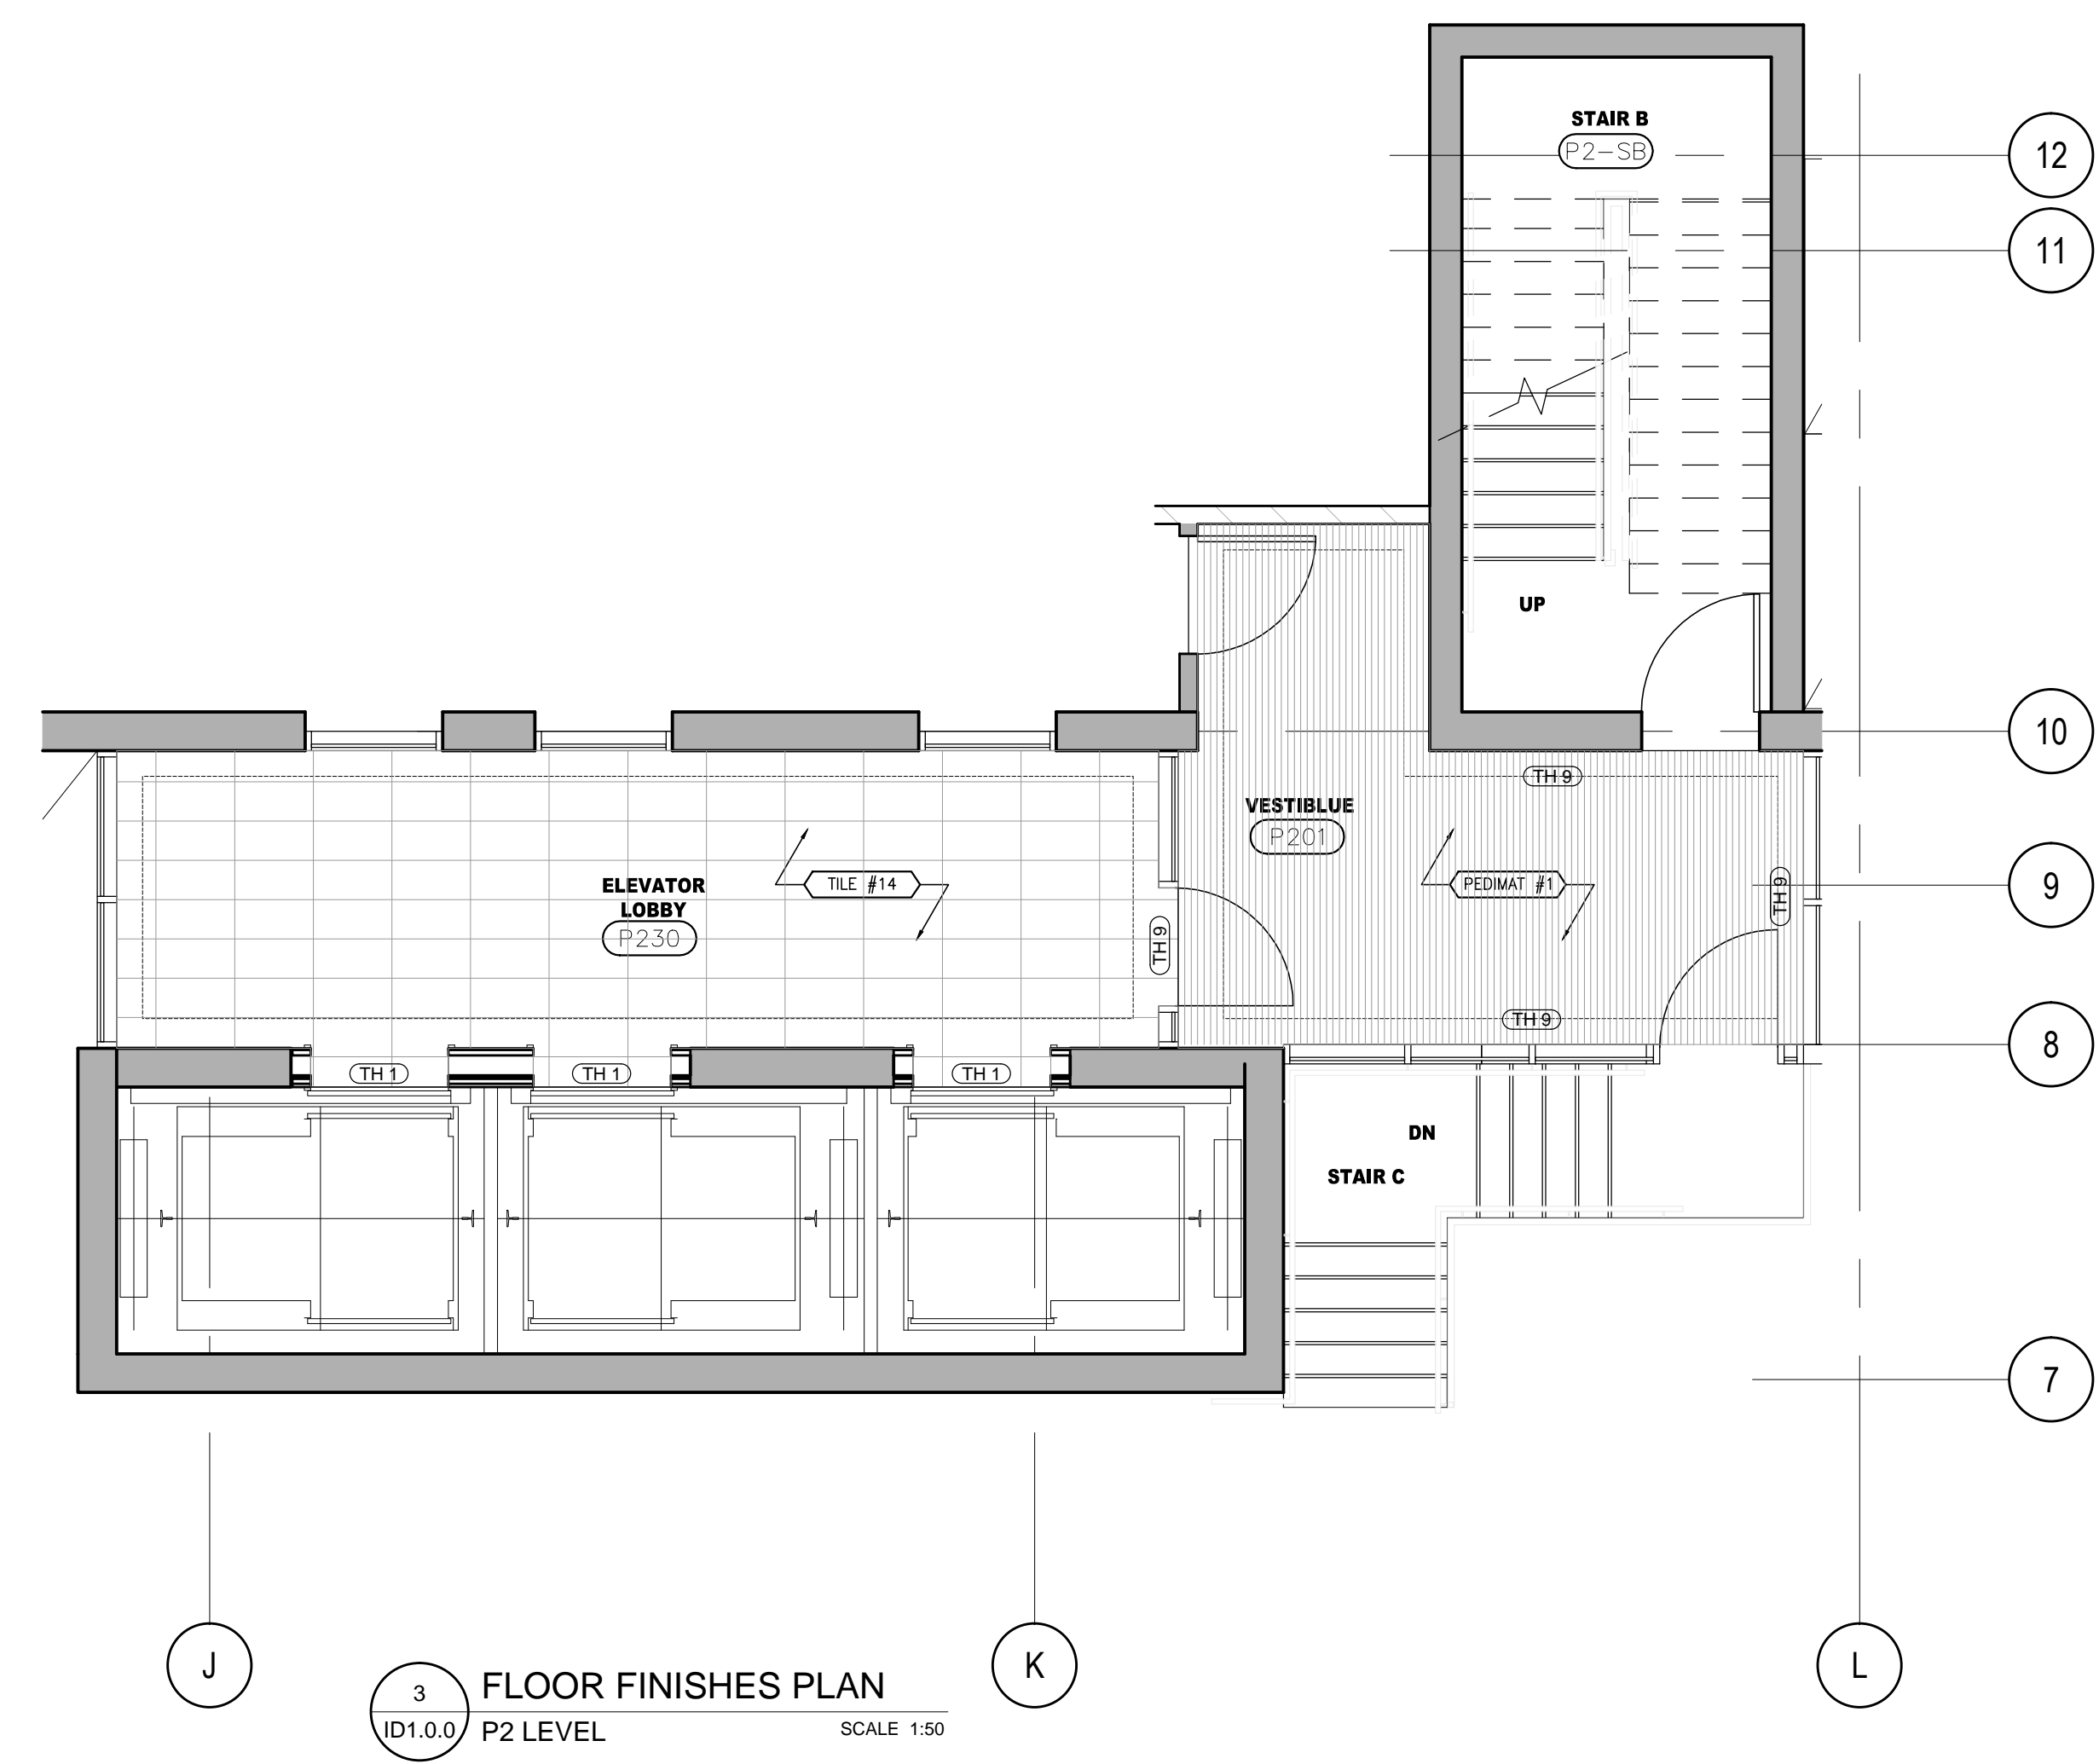 STAIR B
P2-SB
12
11
UP
10
TH 9
VESTIBLUE
P201
ELEVATOR
LOBBY
P230
TILE #14
PEDIMAT #1
TH 9
TH 9
9
TH 9
8
TH 1
TH 1
TH 1
DN
STAIR C
7
J
K
L
3
ID1.0.0
FLOOR FINISHES PLAN
P2 LEVEL
SCALE 1:50